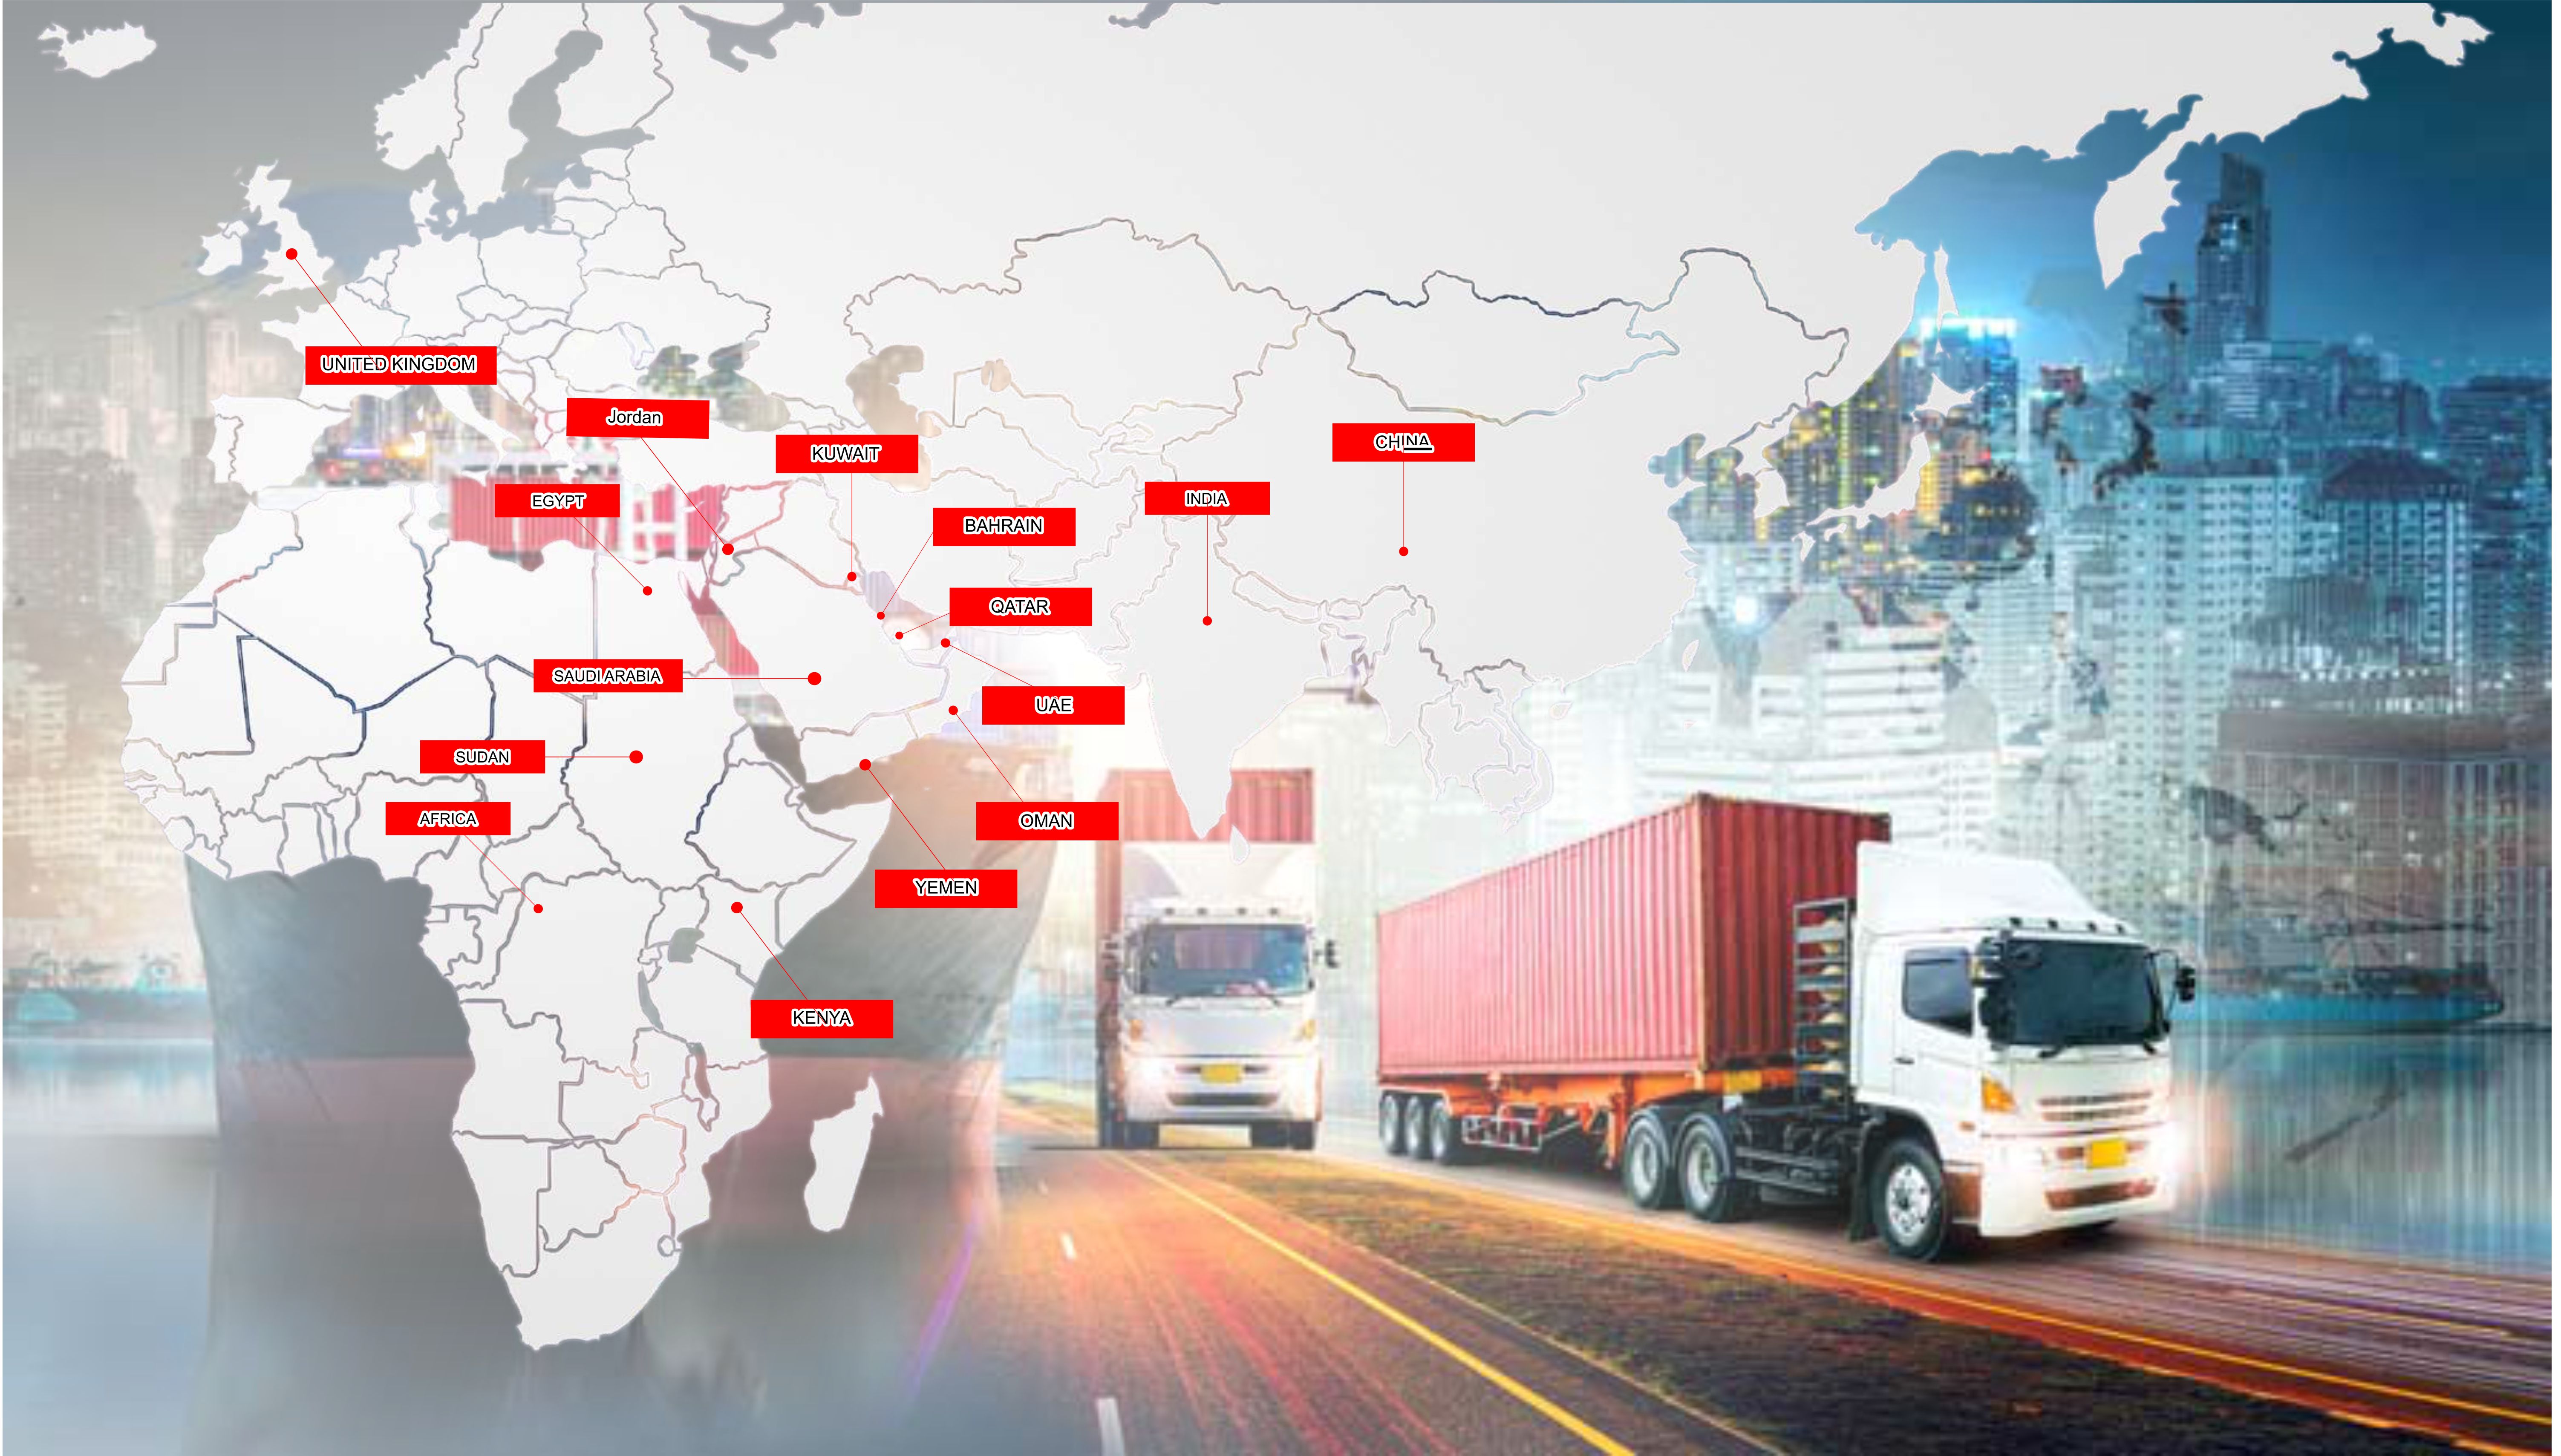 UNITED KINGDOM
Jordan
KUWAIT
CHINA
EGYPT
INDIA
BAHRAIN
QATAR
SAUDI ARABIA
UAE
SUDAN
AFRICA
OMAN
YEMEN
KENYA